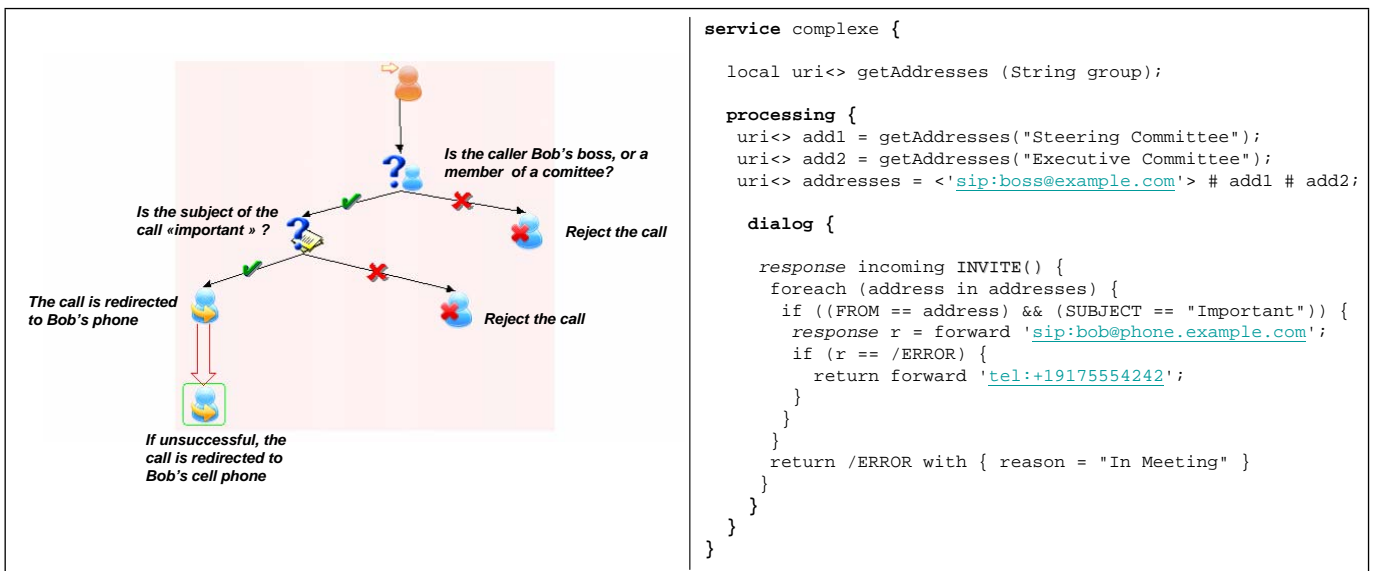 Is the caller Bob's boss, or a
member of a comittee?
Is the subject of the
call «important » ?
Reject the call
The call is redirected
to Bob's phone
Reject the call
If unsuccessful, the
call is redirected to
Bob's cell phone
service complexe {
local uri<> getAddresses (String group);
processing {
uri<> add1 = getAddresses("Steering Committee");
uri<> add2 = getAddresses("Executive Committee");
uri<> addresses = <'sip:boss@example.com'> # add1 # add2;
dialog {
response incoming INVITE() {
foreach (address in addresses) {
if ((FROM == address) && (SUBJECT == "Important")) {
response r = forward 'sip:bob@phone.example.com';
if (r == /ERROR) {
return forward 'tel:+19175554242';
}
}
}
return /ERROR with { reason = "In Meeting" }
}
}
}
}